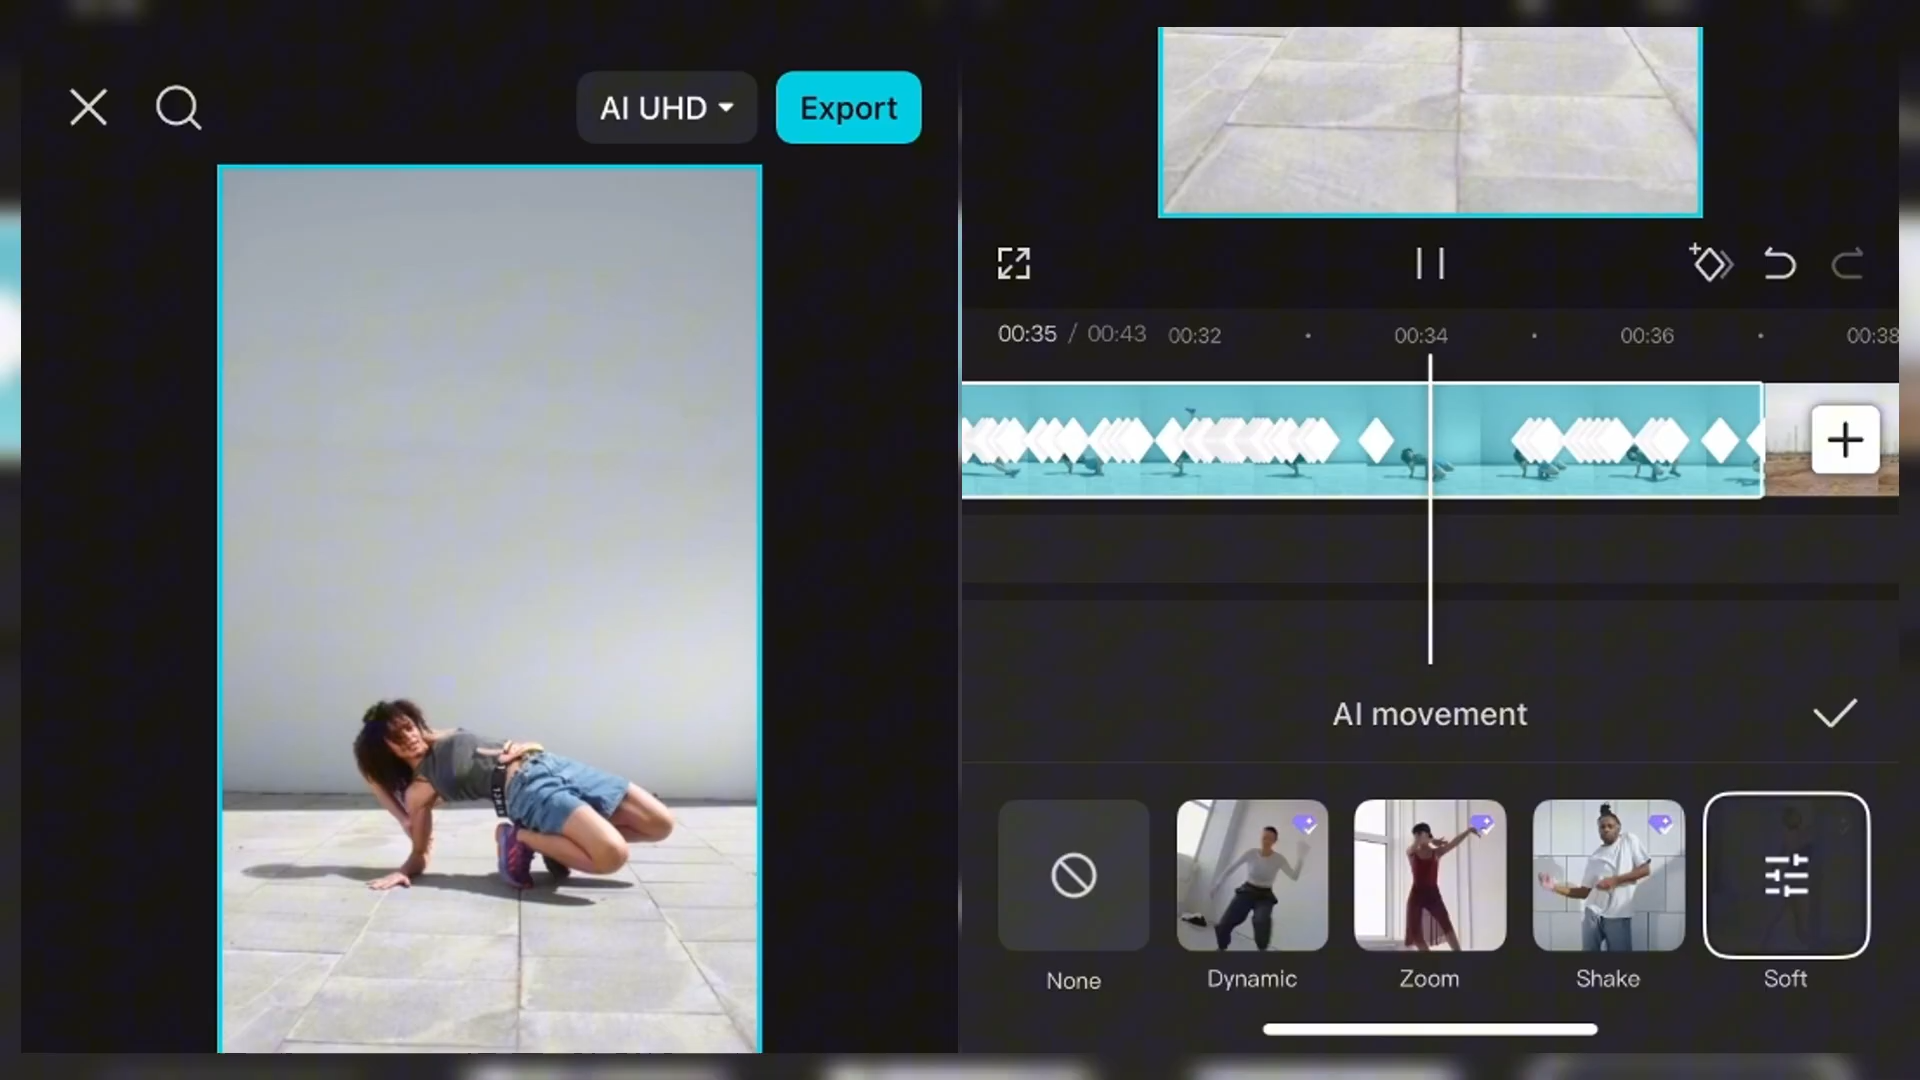 AI UHD
Export
00:35 / 00:43
00:32
00:34
00:36
00:38
AI movement
None
Dynamic
Zoom
Shake
Soft